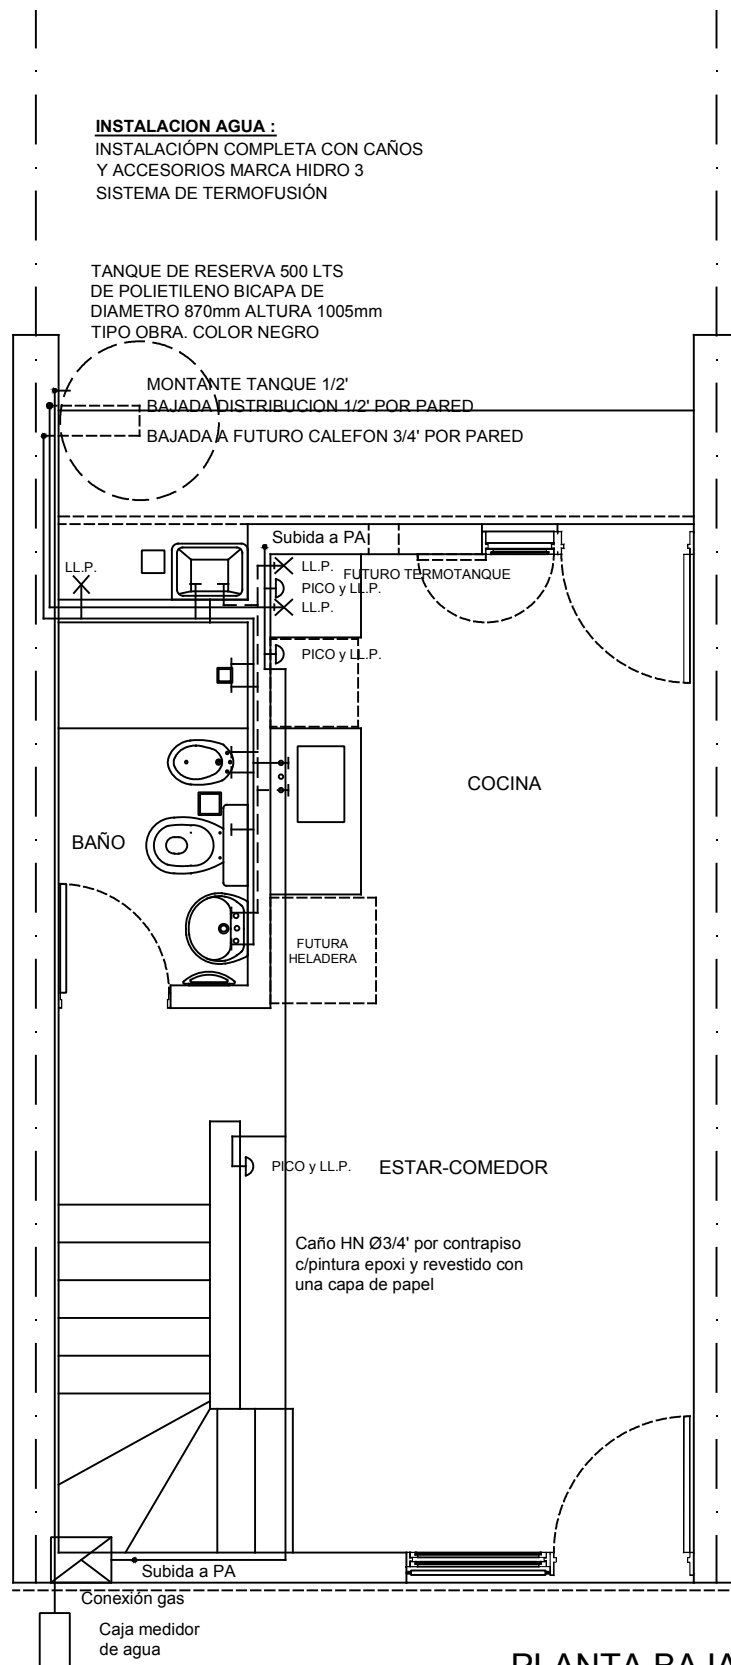 INSTALACION AGUA :
INSTALACIÓPN COMPLETA CON CAÑOS
Y ACCESORIOS MARCA HIDRO 3
SISTEMA DE TERMOFUSIÓN
TANQUE DE RESERVA 500 LTS
DE POLIETILENO BICAPA DE
DIAMETRO 870mm ALTURA 1005mm
TIPO OBRA. COLOR NEGRO
MONTANTE TANQUE 1/2'
BAJADA DISTRIBUCION 1/2' POR PARED
BAJADA A FUTURO CALEFON 3/4' POR PARED
Subida a PA
LL.P.
LL.P.
FUTURO TERMOTANQUE
PICO y LL.P.
LL.P.
PICO y LL.P.
COCINA
BAÑO
FUTURA
HELADERA
PICO y LL.P.
ESTAR-COMEDOR
Caño HN Ø3/4' por contrapiso
c/pintura epoxi y revestido con
una capa de papel
Subida a PA
Conexión gas
Caja medidor
de agua
PLANTA BAJA